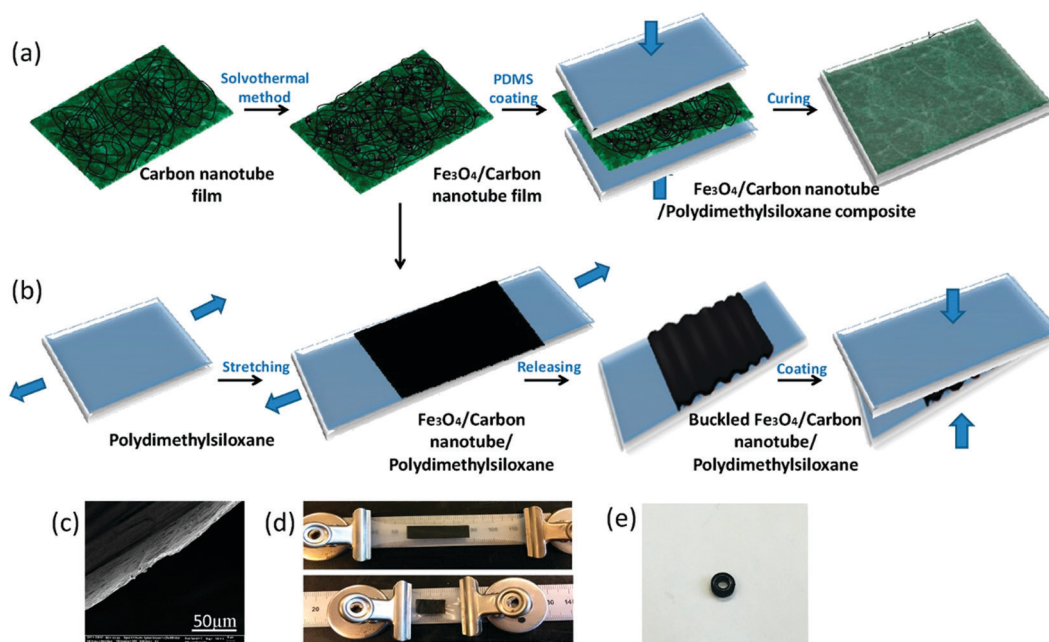 (a)
Solvothermal
method
PDMS
coating
Curing
Carbon nanotube
film
Fe₃O₄/Carbon
nanotube film
Fe₃O₄/Carbon nanotube
/Polydimethylsiloxane composite
(b)
Stretching
Releasing
Coating
Polydimethylsiloxane
Fe₃O₄/Carbon
nanotube/
Polydimethylsiloxane
Buckled Fe₃O₄/Carbon
nanotube/
Polydimethylsiloxane
(c)
50μm
(d)
20
(e)